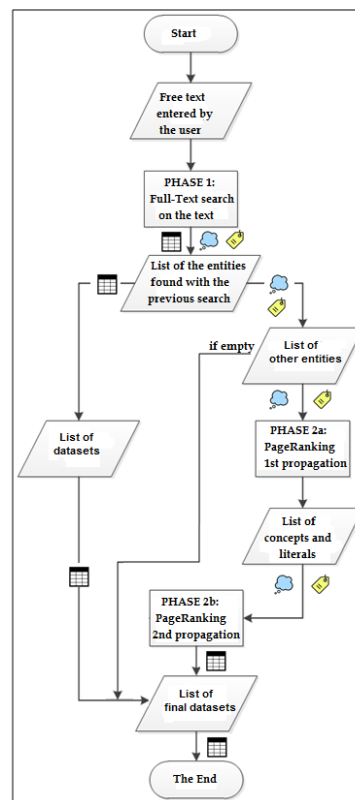 Start
Free text
entered by
the user
PHASE 1:
Full-Text search
on the text
List of the entities
found with the
previous search
if empty
List of
other entities
List of
datasets
PHASE 2a:
PageRanking
1st propagation
List of
concepts and
literals
PHASE 2b:
PageRanking
2nd propagation
List of
final datasets
The End